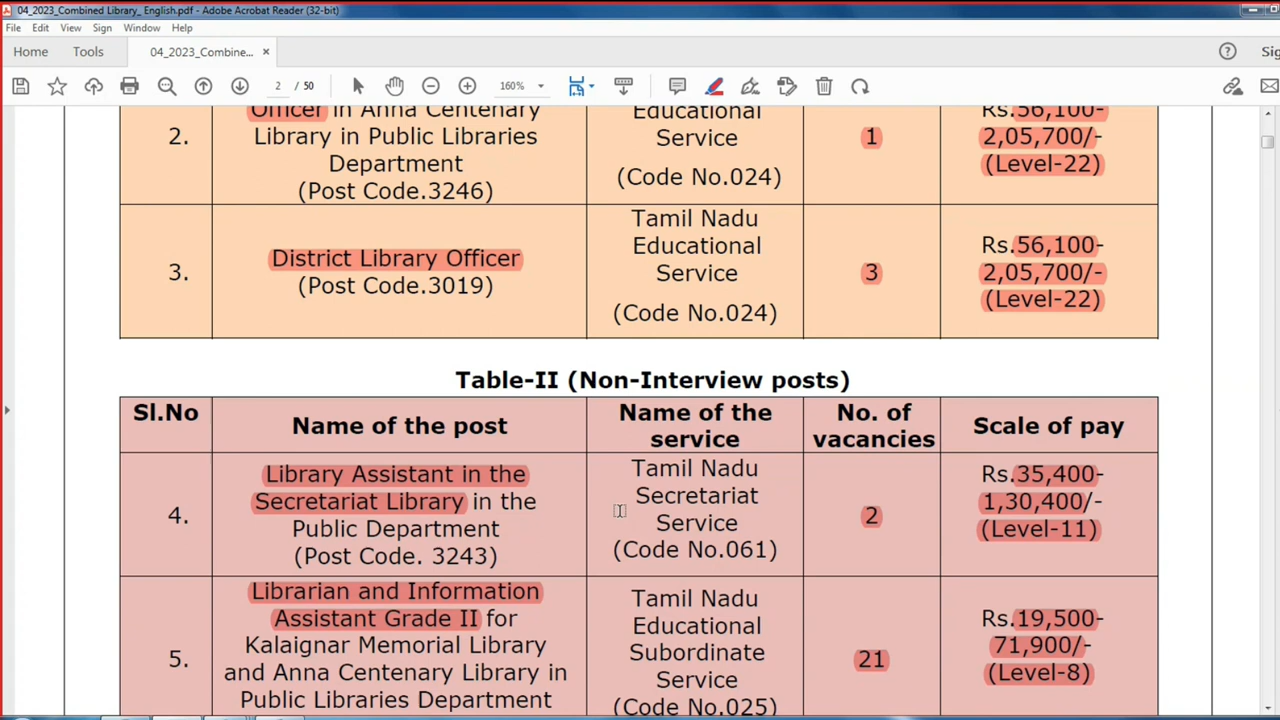 04_2023_Combined Library_ English.pdf - Adobe Acrobat Reader (32-bit)
File Edit View Sign Window Help
Home Tools 04_2023_Combine... ×
2 / 50 160%
2.
Officer in Anna Centenary
Library in Public Libraries
Department
(Post Code.3246)
Educational
Service
(Code No.024)
1
Rs.56,100-
2,05,700/-
(Level-22)
3.
District Library Officer
(Post Code.3019)
Tamil Nadu
Educational
Service
(Code No.024)
3
Rs.56,100-
2,05,700/-
(Level-22)
Table-II (Non-Interview posts)
Sl.No
Name of the post
Name of the
service
No. of
vacancies
Scale of pay
4.
Library Assistant in the
Secretariat Library in the
Public Department
(Post Code. 3243)
Tamil Nadu
Secretariat
Service
(Code No.061)
2
Rs.35,400-
1,30,400/-
(Level-11)
5.
Librarian and Information
Assistant Grade II for
Kalaignar Memorial Library
and Anna Centenary Library in
Public Libraries Department
Tamil Nadu
Educational
Subordinate
Service
(Code No.025)
21
Rs.19,500-
71,900/-
(Level-8)